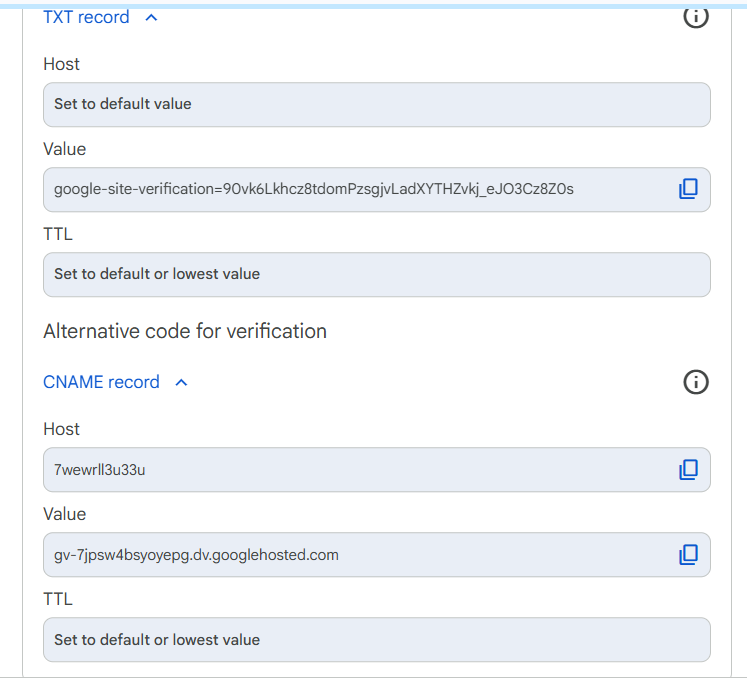 TXT record
Host
Set to default value
Value
google-site-verification=90vk6Lkhcz8tdomPzsgjvLadXYTHZvkj_eJO3Cz8Z0s
TTL
Set to default or lowest value
Alternative code for verification
CNAME record
Host
7wewrll3u33u
Value
gv-7jpsw4bsyoyepg.dv.googlehosted.com
TTL
Set to default or lowest value